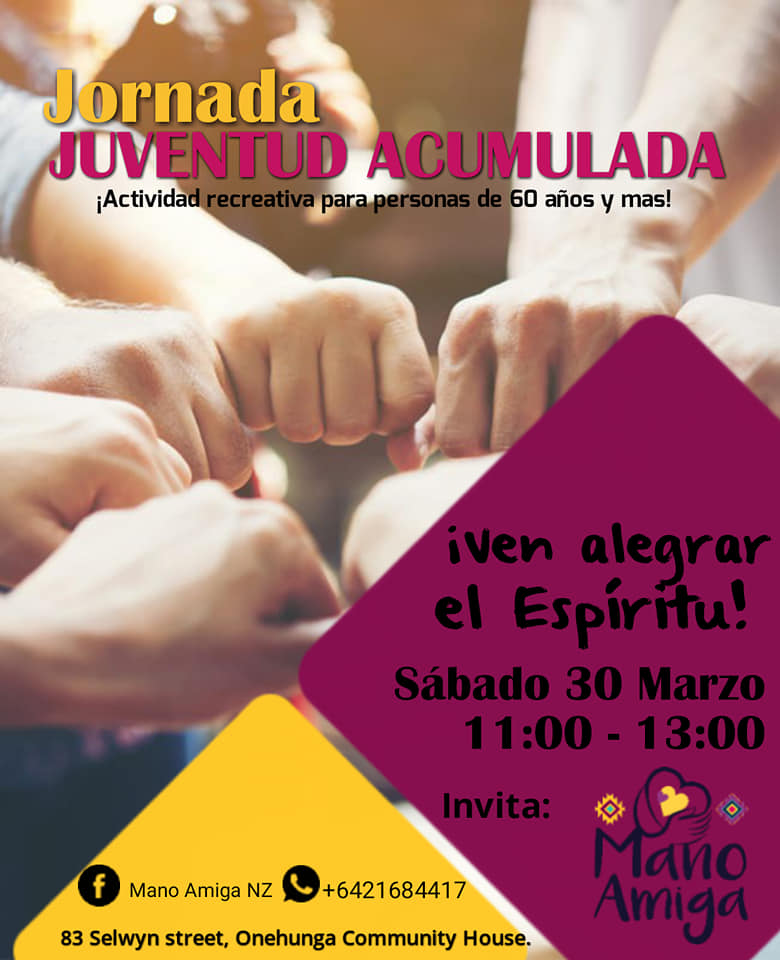 Jornada
JUVENTUD ACUMULADA
¡Actividad recreativa para personas de 60 años y mas!
¡Ven alegrar
el Espíritu!
Sábado 30 Marzo
11:00 - 13:00
Invita:
Mano
Amiga
Mano Amiga NZ +6421684417
83 Selwyn street, Onehunga Community House.